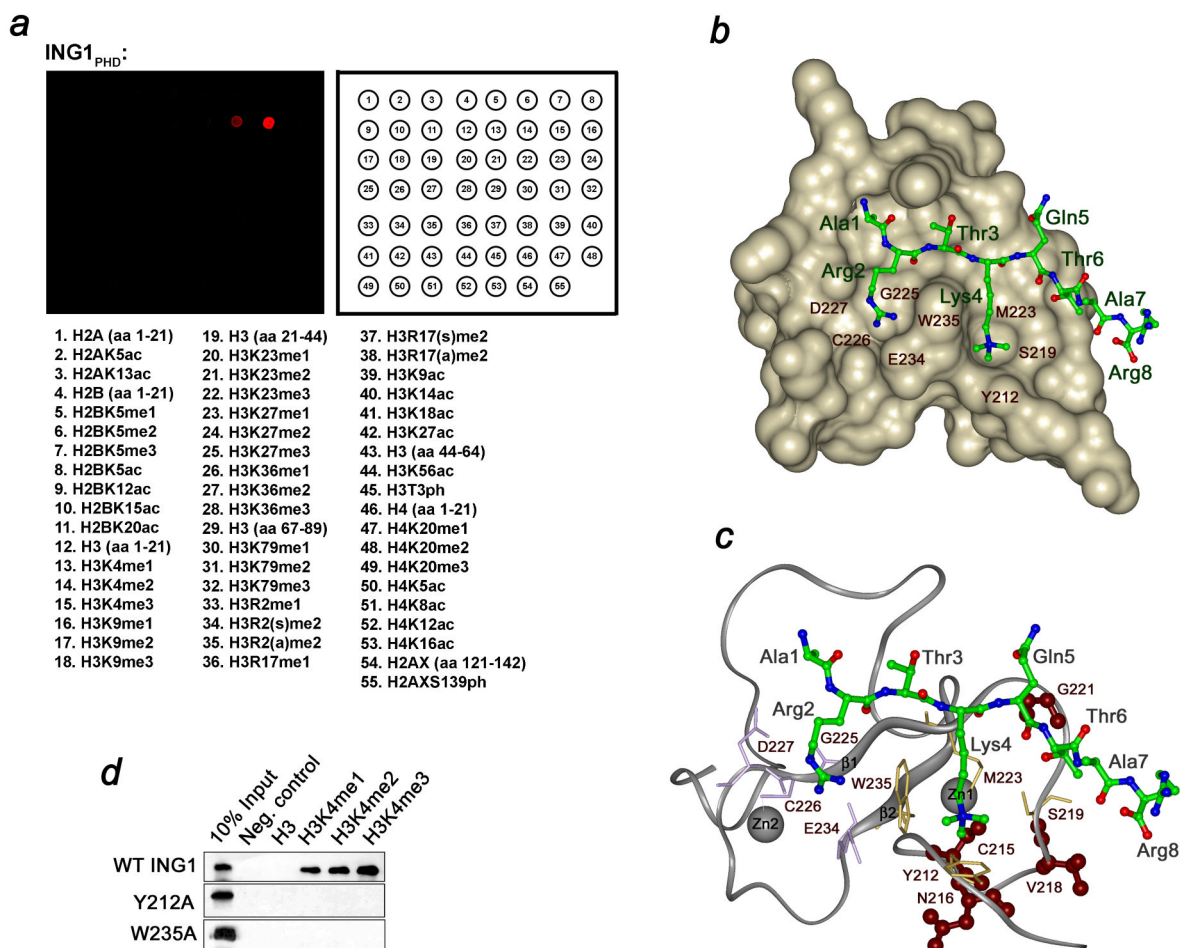 a
ING1PHD:
1 2 3 4 5 6 7 8
9 10 11 12 13 14 15 16
17 18 19 20 21 22 23 24
25 26 27 28 29 30 31 32
33 34 35 36 37 38 39 40
41 42 43 44 45 46 47 48
49 50 51 52 53 54 55
1. H2A (aa 1-21)
2. H2AK5ac
3. H2AK13ac
4. H2B (aa 1-21)
5. H2BK5me1
6. H2BK5me2
7. H2BK5me3
8. H2BK5ac
9. H2BK12ac
10. H2BK15ac
11. H2BK20ac
12. H3 (aa 1-21)
13. H3K4me1
14. H3K4me2
15. H3K4me3
16. H3K9me1
17. H3K9me2
18. H3K9me3
19. H3 (aa 21-44)
20. H3K23me1
21. H3K23me2
22. H3K23me3
23. H3K27me1
24. H3K27me2
25. H3K27me3
26. H3K36me1
27. H3K36me2
28. H3K36me3
29. H3 (aa 67-89)
30. H3K79me1
31. H3K79me2
32. H3K79me3
33. H3R2me1
34. H3R2(s)me2
35. H3R2(a)me2
36. H3R17me1
37. H3R17(s)me2
38. H3R17(a)me2
39. H3K9ac
40. H3K14ac
41. H3K18ac
42. H3K27ac
43. H3 (aa 44-64)
44. H3K56ac
45. H3T3ph
46. H4 (aa 1-21)
47. H4K20me1
48. H4K20me2
49. H4K20me3
50. H4K5ac
51. H4K8ac
52. H4K12ac
53. H4K16ac
54. H2AX (aa 121-142)
55. H2AXS139ph
b
Ala1
Thr3
Gln5
Arg2
Thr6
G225
Lys4
Ala7
D227
M223
W235
C226
E234
S219
Arg8
Y212
c
Ala1
Thr3
Gln5
G221
Arg2
Thr6
D227
G225
Lys4
Ala7
β1
W235
M223
C226
Zn1
Zn2
β2
S219
E234
Arg8
C215
Y212
V218
N216
d
10% Input
Neg. control
H3
H3K4me1
H3K4me2
H3K4me3
WT ING1
Y212A
W235A